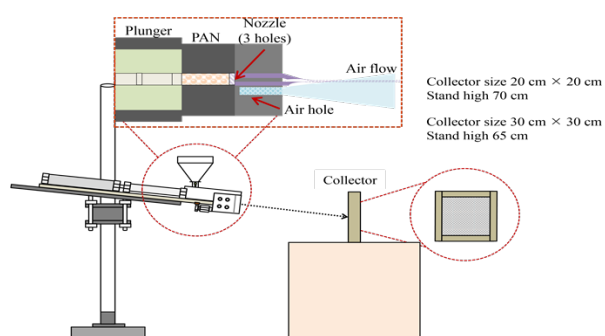 Plunger
PAN
Nozzle
(3 holes)
Air flow
Air hole
Collector size 20 cm × 20 cm
Stand high 70 cm
Collector size 30 cm × 30 cm
Stand high 65 cm
Collector